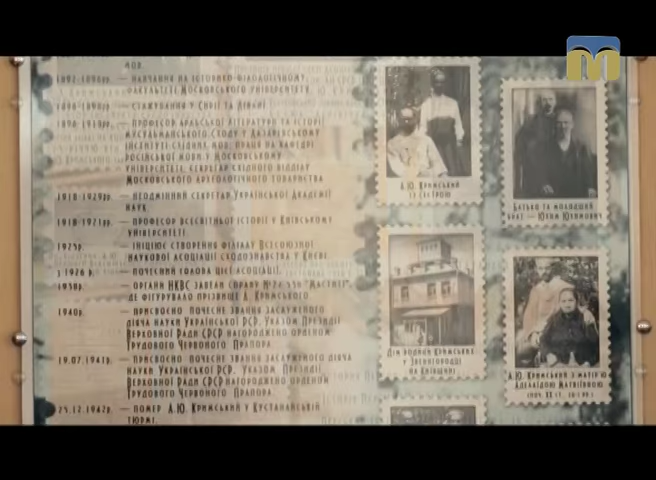 мов.
1892-1896рр. — навчання на історико-філологічному
факультеті Московського університету.
1896-1898рр. — стажування у Сирії та Лівані
1898-1918рр. — професор арабської літератури та історії
мусульманського Сходу у Лазарівському
інституті східних мов, праця на кафедрі
російської мови у Московському
університеті, секретар східного відділу
Московського археологічного товариства
1918-1929рр. — неодмінний секретар Української Академії
наук.
1918-1921рр. — професор всесвітньої історії у Київському
університеті.
1925р. — ініціює створення філіалу Всесоюзної
наукової асоціації сходознавства у Києві.
з 1926 р. — почесний голова цієї асоціації.
1938р. — органи НКВС завели справу "Мастіті",
де фігурувало прізвище А. Кримського.
1940р. — присвоєно почесне звання заслуженого
діяча науки Української РСР. Указом Президії
Верховної Ради СРСР нагороджено орденом
Трудового Червоного Прапора.
19.07.1941р. — присвоєно почесне звання заслуженого діяча
науки Української РСР. Указом Президії
Верховної Ради СРСР нагороджено орденом
Трудового Червоного Прапора.
25.12.1942р. — помер А.Ю. Кримський у Кустанайській
тюрмі.
А.Ю. Кримський
із сестрою
Батько та молодший
брат — Юхим Юхимович
Дім родини Кримських
у Звенигородці
на Київщині
А.Ю. Кримський з матір'ю
Аделаїдою Матвіївною